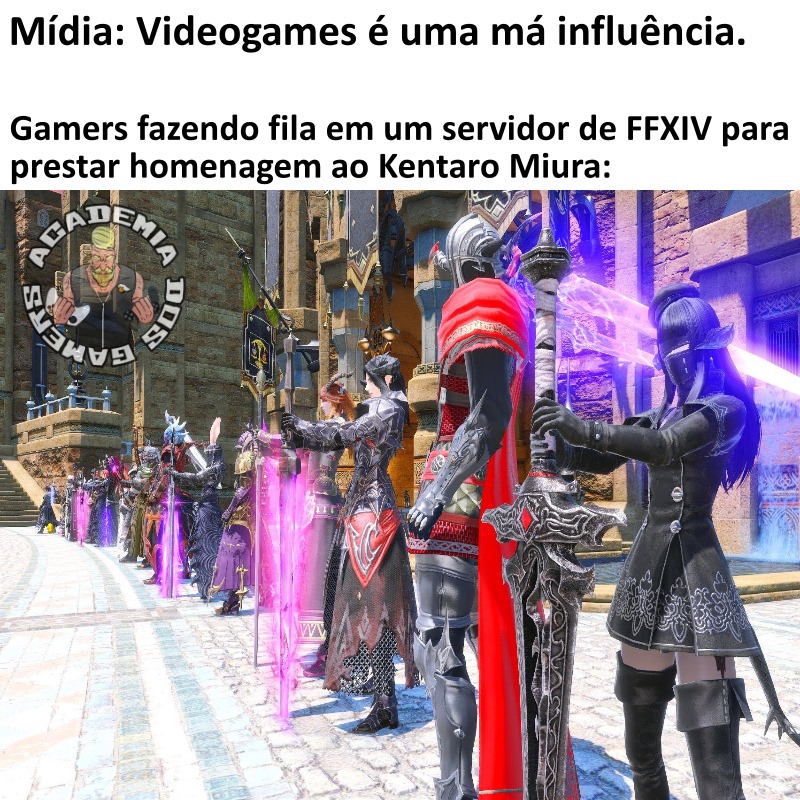 Mídia: Videogames é uma má influência.
Gamers fazendo fila em um servidor de FFXIV para
prestar homenagem ao Kentaro Miura:
ACADEMIA DOS GAMERS